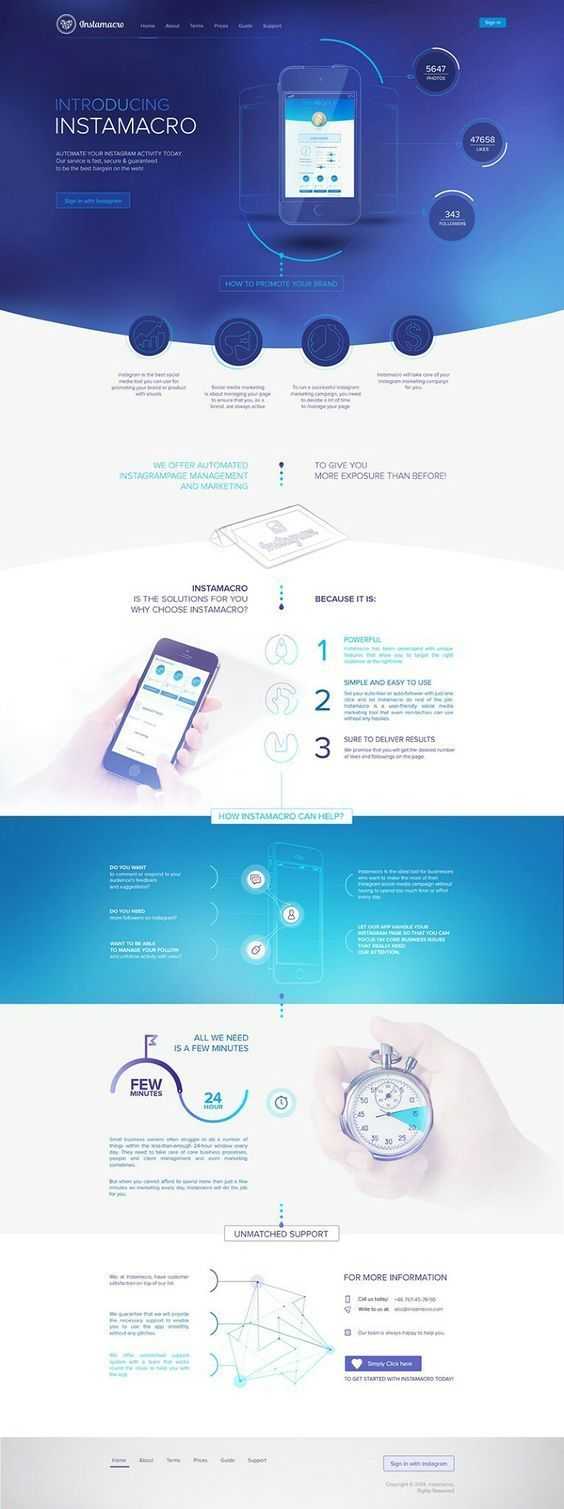 Instamacro
Home About Terms Prices Guide Support
Sign in
INTRODUCING
INSTAMACRO
AUTOMATE YOUR INSTAGRAM ACTIVITY TODAY
Our service is fast, secure & guaranteed
to be the best bargain on the web!
Sign in with Instagram
5647
PHOTOS
47658
LIKES
343
FOLLOWERS
HOW TO PROMOTE YOUR BRAND
Instagram is the best social
media tool you can use for
promoting your brand or product
with visuals
Social media marketing
is about managing your page
to ensure that you, as a
brand, are always active
To run a successful Instagram
marketing campaign, you need
to devote a lot of time
to manage your page
Instamacro will take care of your
Instagram marketing campaign
for you.
WE OFFER AUTOMATED
INSTAGRAMPAGE MANAGEMENT
AND MARKETING
TO GIVE YOU
MORE EXPOSURE THAN BEFORE!
INSTAMACRO
IS THE SOLUTIONS FOR YOU
WHY CHOOSE INSTAMACRO?
BECAUSE IT IS:
1 POWERFUL
Instamacro has been developed with unique
features that allow you to target the right
audience at the right time.
2 SIMPLE AND EASY TO USE
Set your auto-liker or auto-follower with just one
click and let Instamacro do rest of the job.
Instamacro is a user-friendly social media
marketing tool that even non-techies can use
without any hassles.
3 SURE TO DELIVER RESULTS
We promise that you will get the desired number
of likes and followings on the page.
HOW INSTAMACRO CAN HELP?
DO YOU WANT
to comment or respond to your
audience's feedback
and suggestions?
DO YOU NEED
more followers on Instagram?
WANT TO BE ABLE
TO MANAGE YOUR FOLLOW
and unfollow activity with ease?
Instamacro is the ideal tool for businesses
who want to make the most of their
Instagram social media campaign without
having to spend too much time or effort
every day.
LET OUR APP HANDLE YOUR
INSTAGRAM PAGE SO THAT YOU CAN
FOCUS ON CORE BUSINESS ISSUES
THAT REALLY NEED
OUR ATTENTION.
ALL WE NEED
IS A FEW MINUTES
FEW
MINUTES
24
HOUR
Small business owners often struggle to do a number of
things within the less-than-enough 24-hour window every
day. They need to take care of core business processes,
people and client management and even marketing
sometimes.
But when you cannot afford to spend more than just a few
minutes on marketing every day, Instamacro will do the job
for you.
UNMATCHED SUPPORT
We, at Instamacro, have customer
satisfaction on top of our list.
We guarantee that we will provide
the necessary support to enable
you to use the app smoothly
without any glitches.
We offer unmatched support
system with a team that works
round the clock to help you with
the app.
FOR MORE INFORMATION
Call us today!
Write to us at:
Our team is always happy to help you.
Simply Click here
TO GET STARTED WITH INSTAMACRO TODAY!
Home About Terms Prices Guide Support
Sign in with Instagram
Copyright © 2014, Instamacro,
Rights Reserved